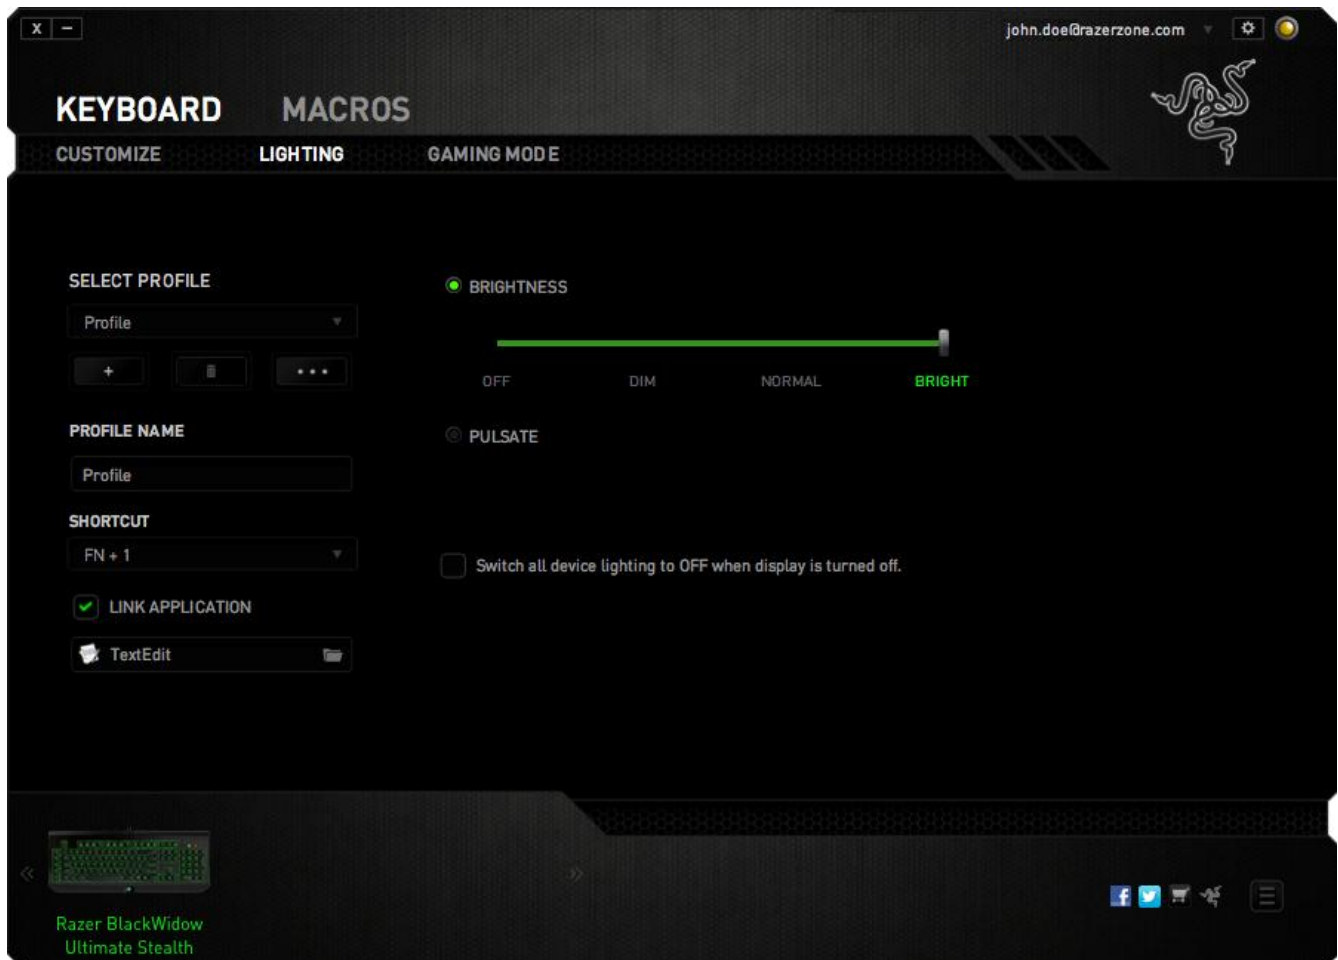 X −
john.doe@razerzone.com
KEYBOARD MACROS
CUSTOMIZE LIGHTING GAMING MODE
SELECT PROFILE
Profile
+ •••
PROFILE NAME
Profile
SHORTCUT
FN + 1
LINK APPLICATION
TextEdit
BRIGHTNESS
OFF DIM NORMAL BRIGHT
PULSATE
Switch all device lighting to OFF when display is turned off.
Razer BlackWidow
Ultimate Stealth